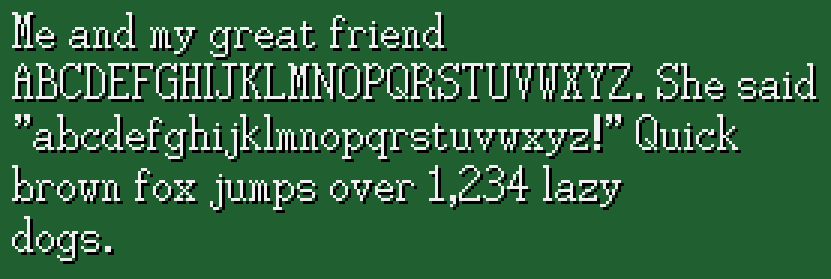 Me and my great friend
ABCDEFGHIJKLMNOPQRSTUVWXYZ. She said
"abcdefghijklmnopqrstuvwxyz!" Quick
brown fox jumps over 1,234 lazy
dogs.